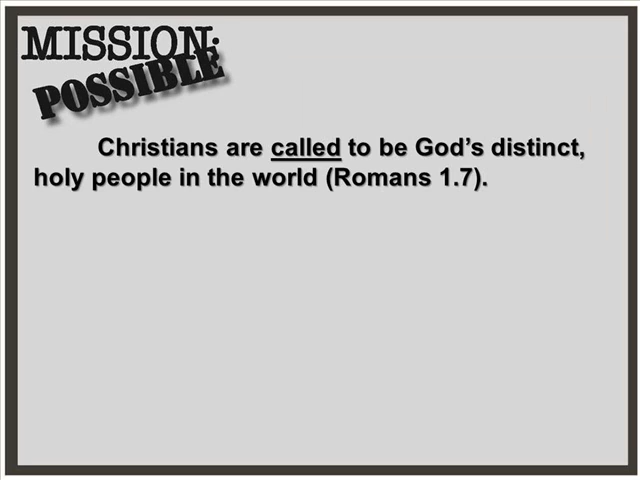 MISSION:
POSSIBLE
Christians are called to be God's distinct,
holy people in the world (Romans 1.7).